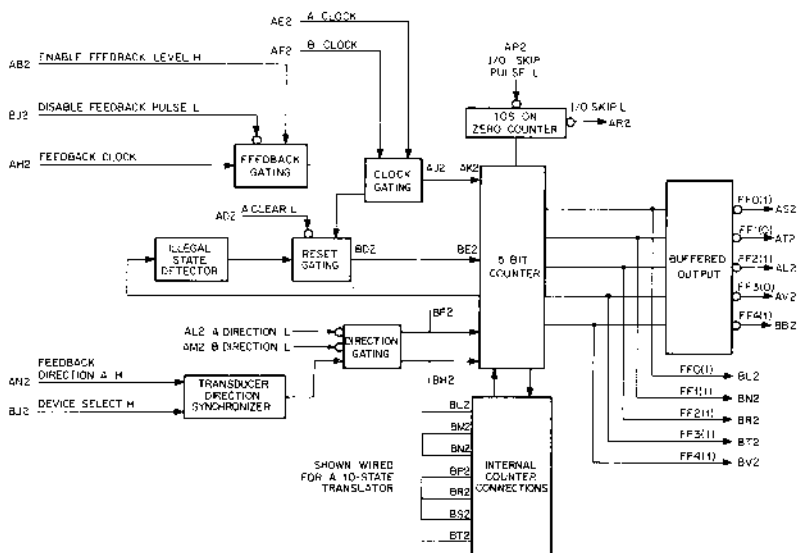 AE2 A CLOCK
AF2 B CLOCK
AB2 ENABLE FEEDBACK LEVEL H
BJ2 DISABLE FEEDBACK PULSE L
AH2 FEEDBACK CLOCK
FEEDBACK
GATING
CLOCK
GATING
AJ2 AK2
AP2
I/O SKIP
PULSE L
IOS ON
ZERO COUNTER
I/O SKIP L
AR2
AD2 A CLEAR L
ILLEGAL
STATE
DETECTOR
RESET
GATING
BD2 BE2
5 BIT
COUNTER
BUFFERED
OUTPUT
FF0(1) AS2
FF1(0) AT2
FF2(1) AL2
FF3(0) AV2
FF4(1) BB2
AL2 A DIRECTION L
AM2 B DIRECTION L
DIRECTION
GATING
BF2
BH2
AN2 FEEDBACK
DIRECTION A H
BJ2 DEVICE SELECT H
TRANSDUCER
DIRECTION
SYNCHRONIZER
FF0(1) BL2
FF1(1) BN2
FF2(1) BR2
FF3(1) BT2
FF4(1) BV2
SHOWN WIRED
FOR A 10-STATE
TRANSLATOR
BL2
BM2
BN2
BP2
BR2
BS2
BT2
INTERNAL
COUNTER
CONNECTIONS